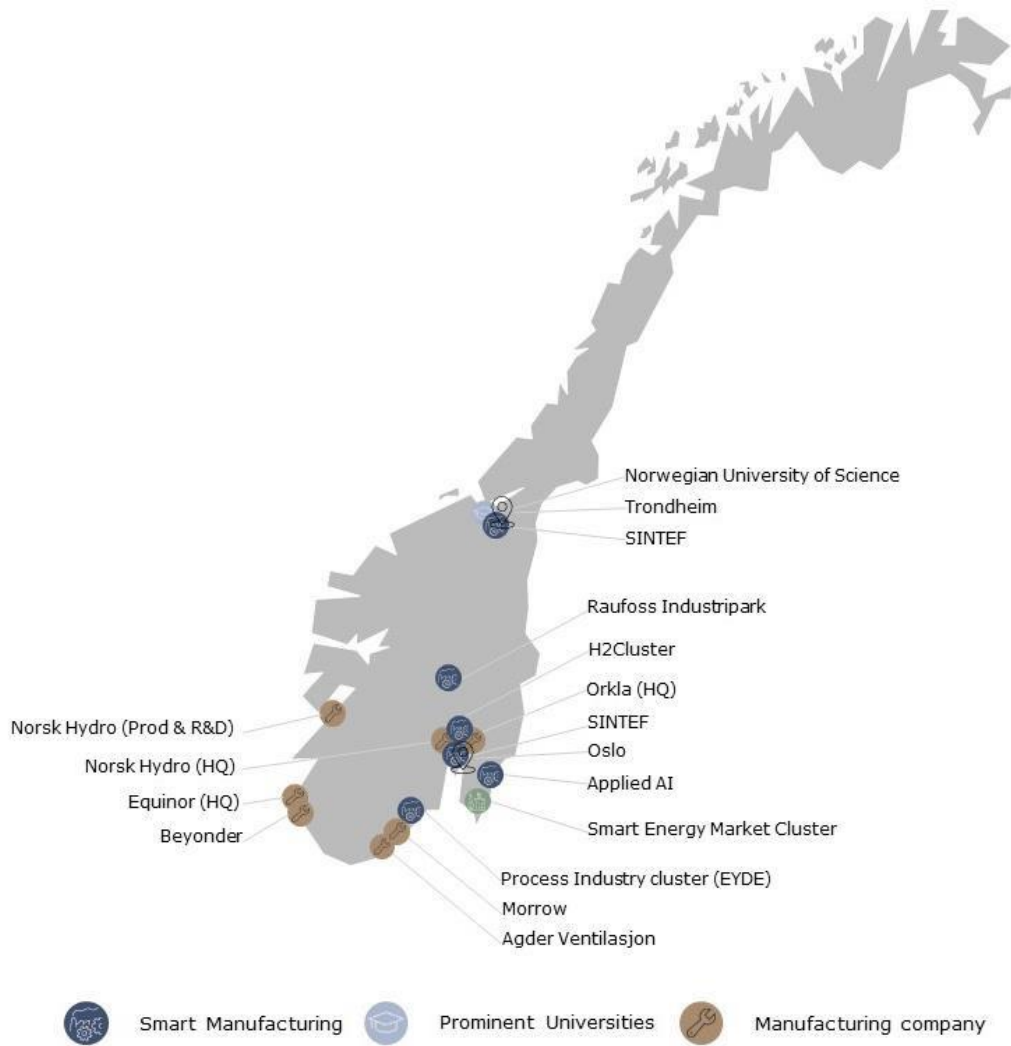 Norwegian University of Science
Trondheim
SINTEF
Raufoss Industripark
H2Cluster
Orkla (HQ)
SINTEF
Oslo
Applied AI
Smart Energy Market Cluster
Norsk Hydro (Prod & R&D)
Norsk Hydro (HQ)
Equinor (HQ)
Beyonder
Process Industry cluster (EYDE)
Morrow
Agder Ventilasjon
Smart Manufacturing
Prominent Universities
Manufacturing company